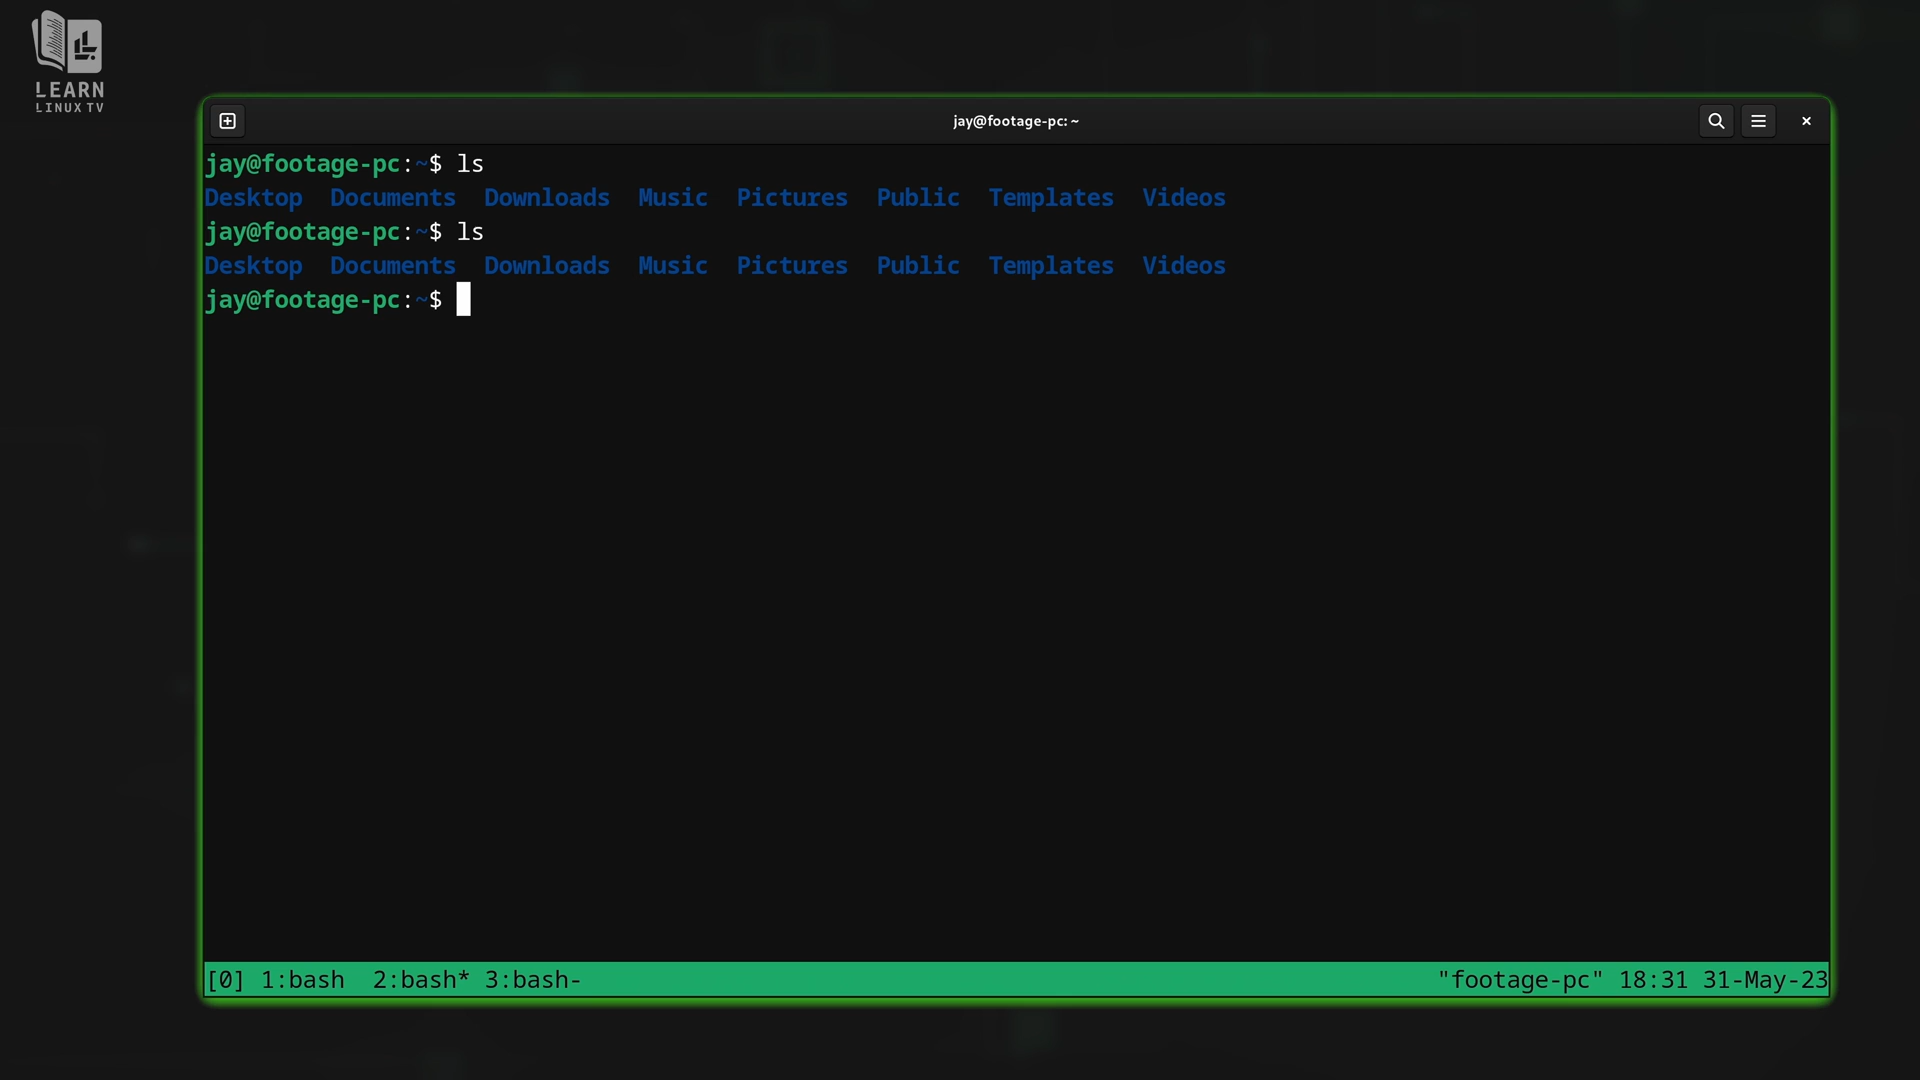 LEARN
LINUX TV
jay@footage-pc: ~
jay@footage-pc:~$ ls
Desktop  Documents  Downloads  Music  Pictures  Public  Templates  Videos
jay@footage-pc:~$ ls
Desktop  Documents  Downloads  Music  Pictures  Public  Templates  Videos
jay@footage-pc:~$
[0] 1:bash  2:bash* 3:bash- "footage-pc" 18:31 31-May-23